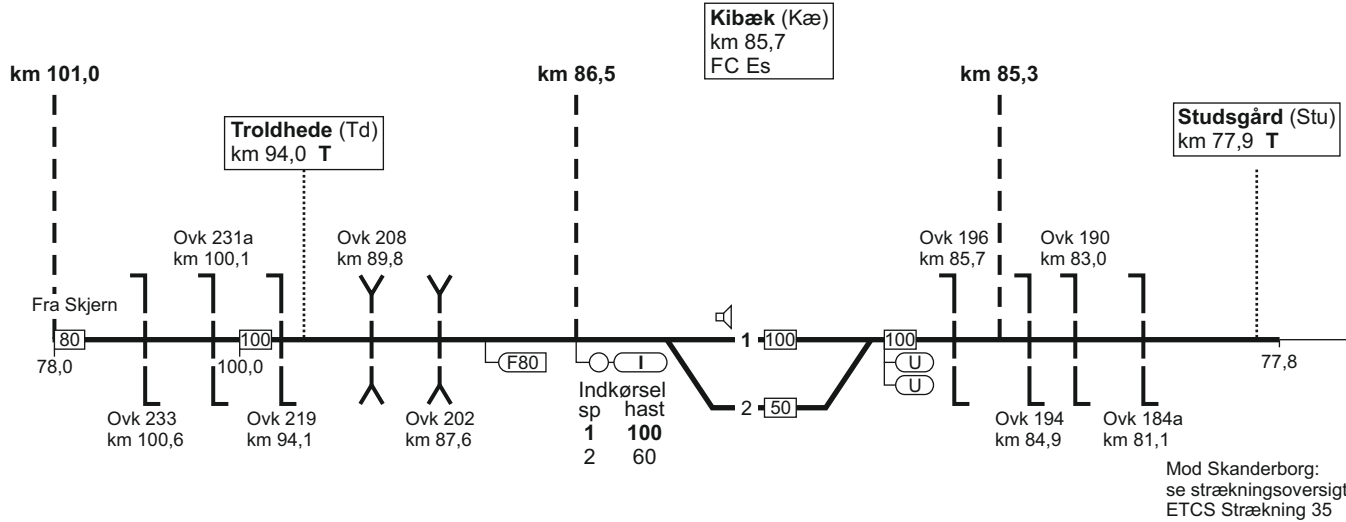 Kibæk (Kæ)
km 85,7
FC Es
km 101,0
km 86,5
km 85,3
Troldhede (Td)
km 94,0 T
Studsgård (Stu)
km 77,9 T
Ovk 231a
km 100,1
Ovk 208
km 89,8
Ovk 196
km 85,7
Ovk 190
km 83,0
Fra Skjern
80
100
1
100
100
78,0
100,0
F80
I
U
U
77,8
Indkørsel
sp hast
1 100
2 60
2
50
Ovk 233
km 100,6
Ovk 219
km 94,1
Ovk 202
km 87,6
Ovk 194
km 84,9
Ovk 184a
km 81,1
Mod Skanderborg:
se strækningsoversigt
ETCS Strækning 35